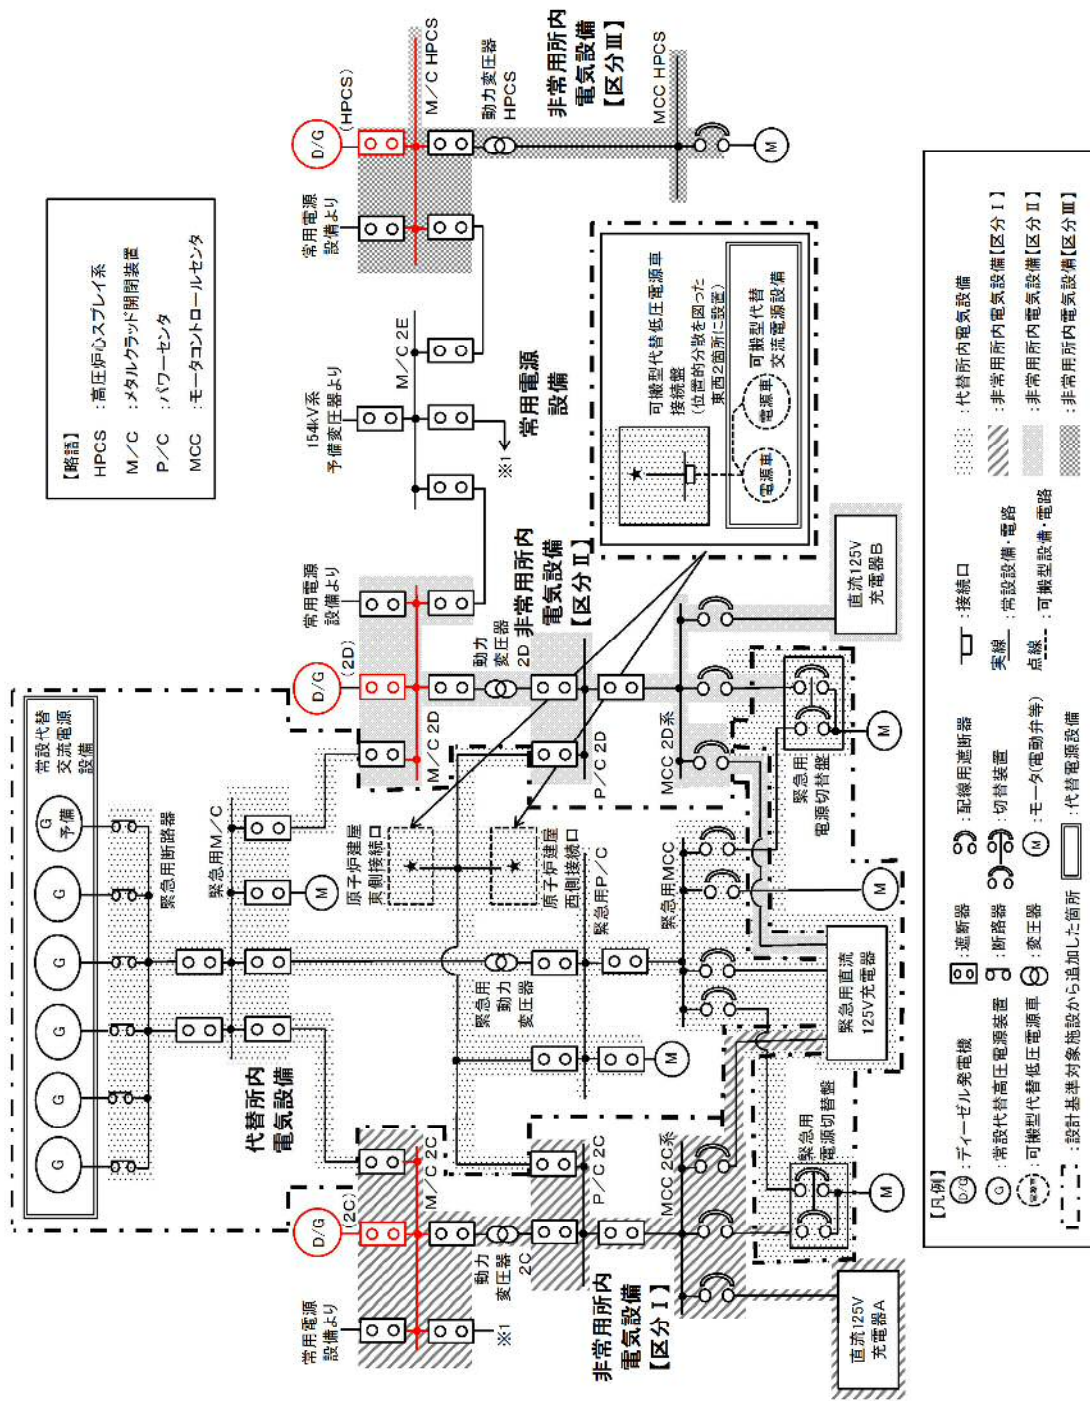 常設代替
交流電源
設備
G
G
G
G
G
G
予備
緊急用断路器
緊急用M/C
代替所内
電気設備
M
D/G
(2C)
D/G
(2D)
D/G
(HPCS)
常用電源
設備より
常用電源
設備より
154kV系
予備変圧器より
常用電源
設備より
M/C 2C
M/C 2D
M/C 2E
M/C HPCS
※1
※1
動力
変圧器
2C
緊急用
動力
変圧器
動力
変圧器
2D
動力変圧器
HPCS
原子炉建屋
東側接続口
★
原子炉建屋
西側接続口
★
非常用所内
電気設備
【区分Ⅰ】
非常用所内
電気設備
【区分Ⅱ】
常用電源
設備
非常用所内
電気設備
【区分Ⅲ】
P/C 2C
緊急用P/C
P/C 2D
M
MCC 2C系
緊急用MCC
MCC 2D系
MCC HPCS
M
可搬型代替低圧電源車
接続盤
(位置的分散を図った
東西2箇所に設置)
★
電源車
電源車
可搬型代替
交流電源設備
緊急用
電源切替盤
緊急用
電源切替盤
M
M
M
直流125V
充電器A
緊急用直流
125V充電器
直流125V
充電器B
【略語】
HPCS :高圧炉心スプレイ系
M/C :メタルクラッド開閉装置
P/C :パワーセンタ
MCC :モータコントロールセンタ
【凡例】
D/G :ディーゼル発電機
G :常設代替高圧電源装置
電源車 :可搬型代替低圧電源車
:設計基準対象施設から追加した箇所
:遮断器
:断路器
:変圧器
:代替電源設備
:配線用遮断器
:切替装置
M :モータ(電動弁等)
:接続口
実線 :常設設備・電路
点線 :可搬型設備・電路
:代替所内電気設備
:非常用所内電気設備【区分Ⅰ】
:非常用所内電気設備【区分Ⅱ】
:非常用所内電気設備【区分Ⅲ】